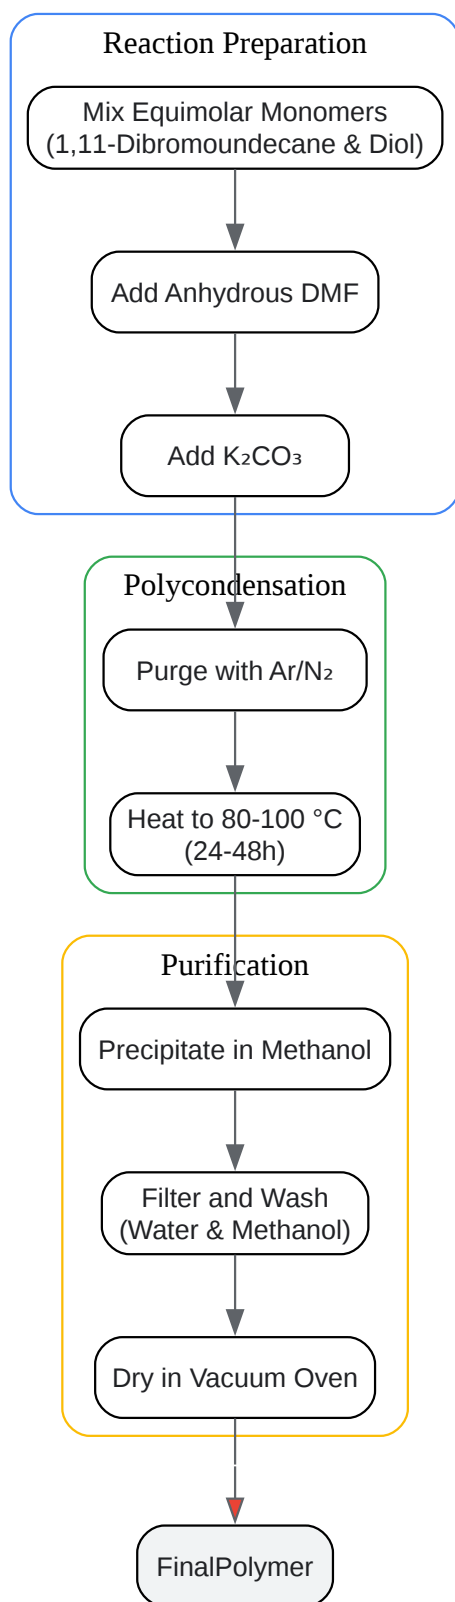 Reaction Preparation
Mix Equimolar Monomers
(1,11-Dibromoundecane & Diol)
Add Anhydrous DMF
Add K₂CO₃
Polycondensation
Purge with Ar/N₂
Heat to 80-100 °C
(24-48h)
Purification
Precipitate in Methanol
Filter and Wash
(Water & Methanol)
Dry in Vacuum Oven
FinalPolymer